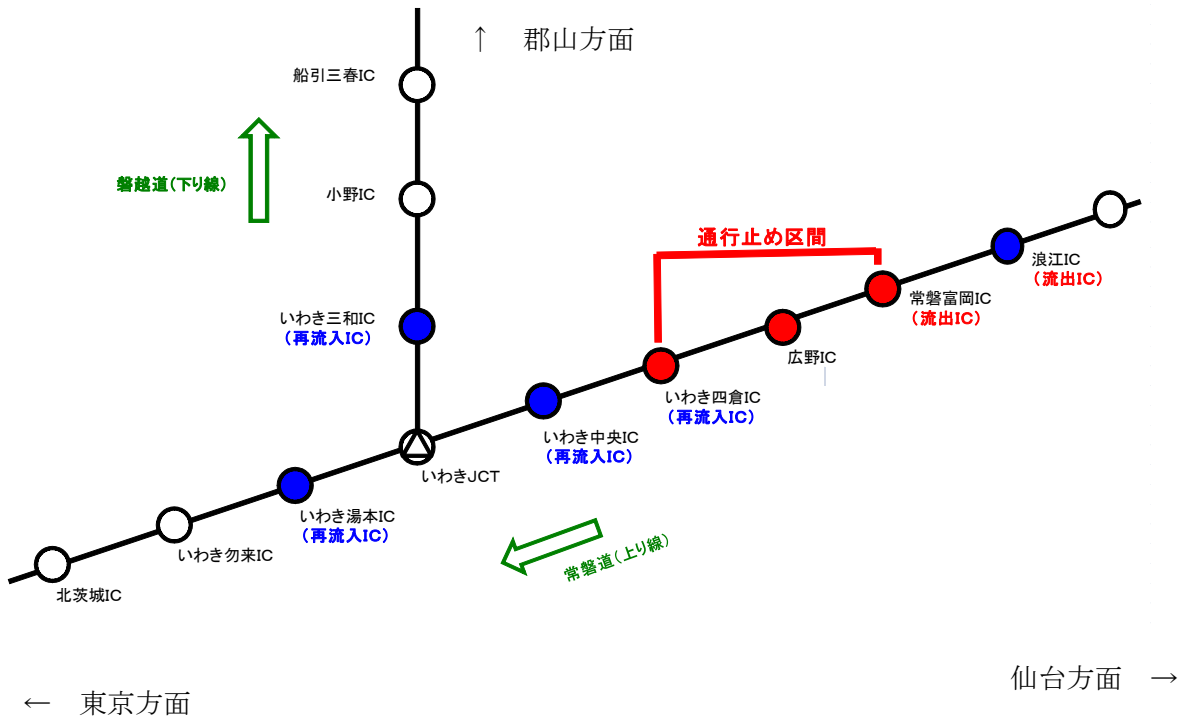 ↑ 郡山方面
船引三春IC
磐越道(下り線)
小野IC
通行止め区間
浪江IC
(流出IC)
常磐富岡IC
(流出IC)
いわき三和IC
(再流入IC)
広野IC
いわき四倉IC
(再流入IC)
いわき中央IC
(再流入IC)
いわきJCT
いわき湯本IC
(再流入IC)
いわき勿来IC
常磐道(上り線)
北茨城IC
仙台方面 →
← 東京方面